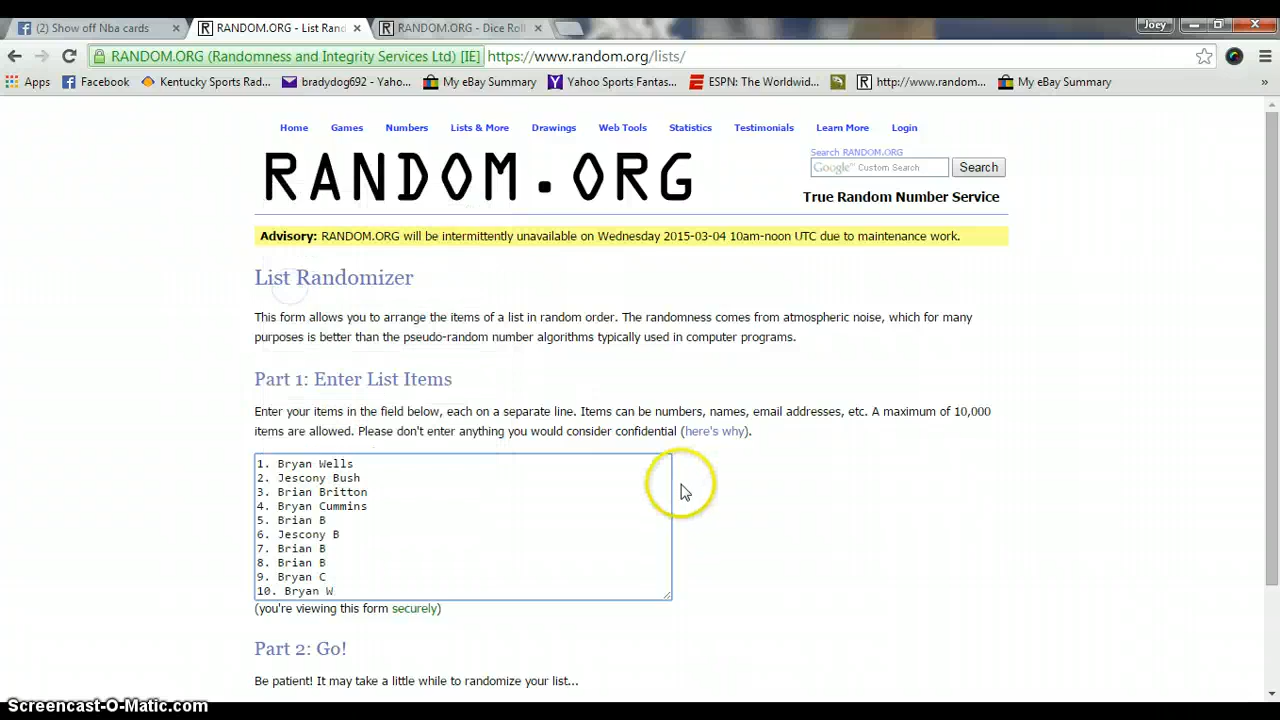 (2) Show off Nba cards
RANDOM.ORG - List Ran
RANDOM.ORG - Dice Roll
Joey
RANDOM.ORG (Randomness and Integrity Services Ltd) [IE] https://www.random.org/lists/
Apps Facebook Kentucky Sports Rad... bradydog692 - Yaho... My eBay Summary Yahoo Sports Fantas... ESPN: The Worldwid... http://www.random... My eBay Summary »
Home Games Numbers Lists & More Drawings Web Tools Statistics Testimonials Learn More Login
RANDOM.ORG
Search RANDOM.ORG
Google™ Custom Search Search
True Random Number Service
Advisory: RANDOM.ORG will be intermittently unavailable on Wednesday 2015-03-04 10am-noon UTC due to maintenance work.
List Randomizer
This form allows you to arrange the items of a list in random order. The randomness comes from atmospheric noise, which for many
purposes is better than the pseudo-random number algorithms typically used in computer programs.
Part 1: Enter List Items
Enter your items in the field below, each on a separate line. Items can be numbers, names, email addresses, etc. A maximum of 10,000
items are allowed. Please don't enter anything you would consider confidential (here's why).
1. Bryan Wells
2. Jescony Bush
3. Brian Britton
4. Bryan Cummins
5. Brian B
6. Jescony B
7. Brian B
8. Brian B
9. Bryan C
10. Bryan W
(you're viewing this form securely)
Part 2: Go!
Be patient! It may take a little while to randomize your list...
Screencast-O-Matic.com